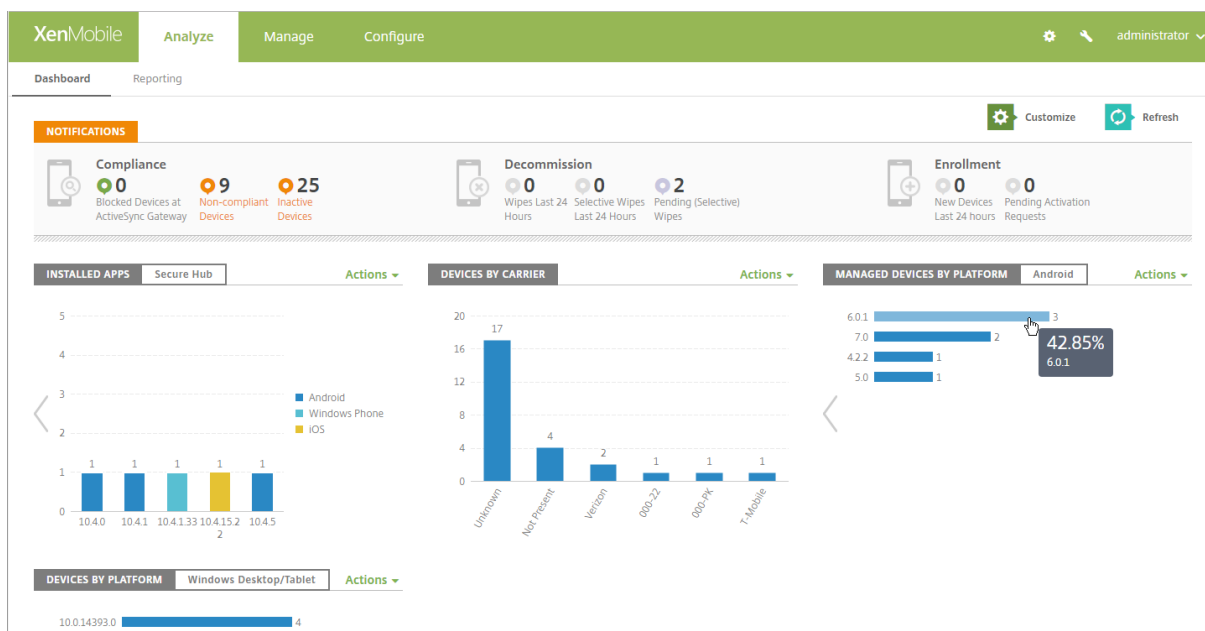 XenMobile Analyze Manage Configure administrator
Dashboard Reporting
Customize Refresh
NOTIFICATIONS
Compliance
0 9 25
Blocked Devices at Non-compliant Inactive
ActiveSync Gateway Devices Devices
Decommission
0 0 2
Wipes Last 24 Selective Wipes Pending (Selective)
Hours Last 24 Hours Wipes
Enrollment
0 0
New Devices Pending Activation
Last 24 hours Requests
INSTALLED APPS Secure Hub Actions
5
4
3
2
1
0
1 1 1 1 1
10.4.0 10.4.1 10.4.1.33 10.4.15.2 10.4.5
2
Android
Windows Phone
iOS
DEVICES BY CARRIER Actions
20
16
12
8
4
0
17
4
2
1
1
1
Unknown
Not Present
Verizon
000-22
000-PK
T-Mobile
MANAGED DEVICES BY PLATFORM Android Actions
6.0.1 3
7.0 2
4.2.2 1
5.0 1
42.85%
6.0.1
DEVICES BY PLATFORM Windows Desktop/Tablet Actions
10.0.14393.0 4